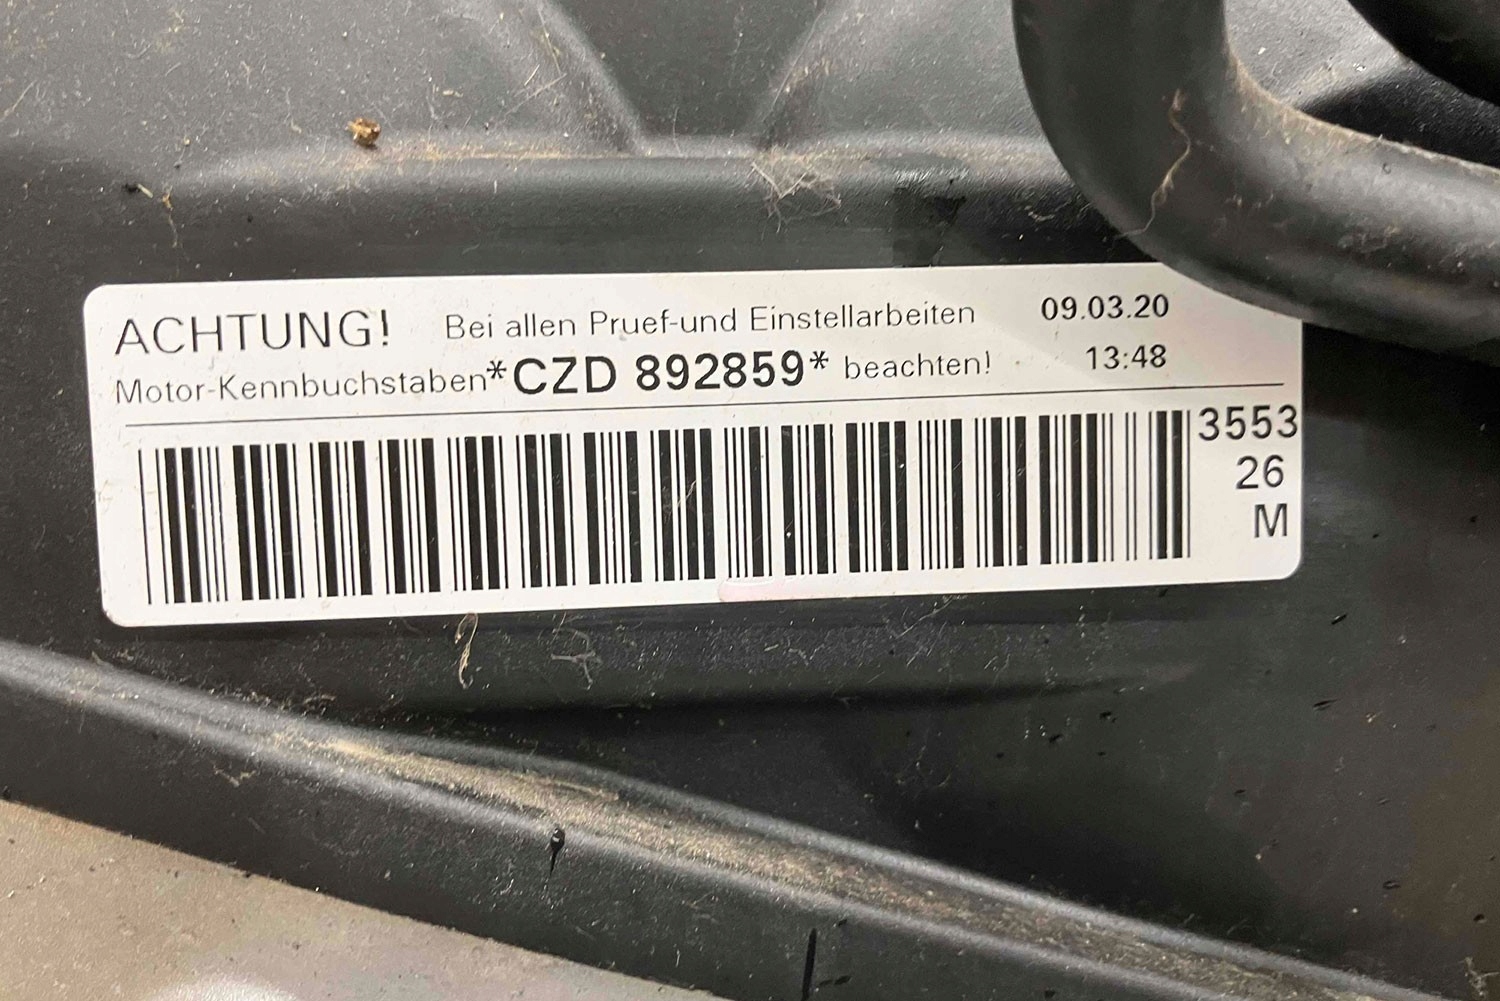 ACHTUNG! Bei allen Pruef-und Einstellarbeiten 09.03.20
Motor-Kennbuchstaben*CZD 892859* beachten! 13:48
3553
26
M